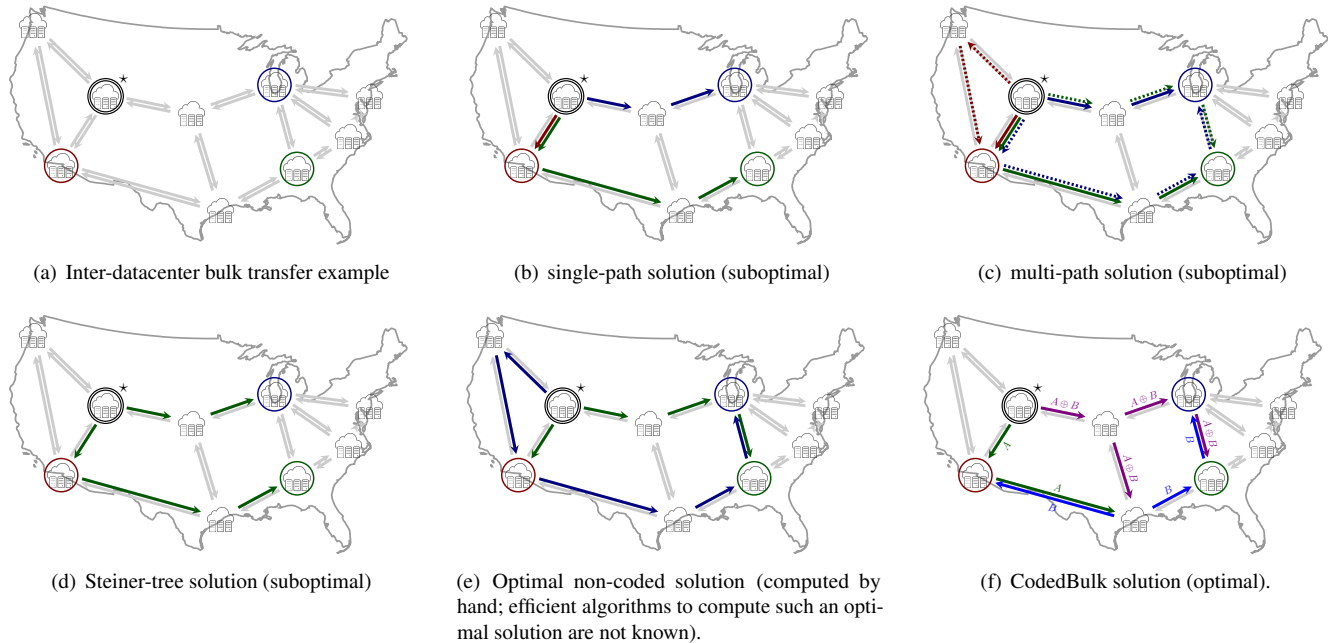 ⋆
⋆
⋆
(a) Inter-datacenter bulk transfer example
(b) single-path solution (suboptimal)
(c) multi-path solution (suboptimal)
⋆
⋆
⋆
A⊕B
A⊕B
A
A⊕B
B
A⊕B
A
B
B
(d) Steiner-tree solution (suboptimal)
(e) Optimal non-coded solution (computed by
hand; efficient algorithms to compute such an opti-
mal solution are not known).
(f) CodedBulk solution (optimal).